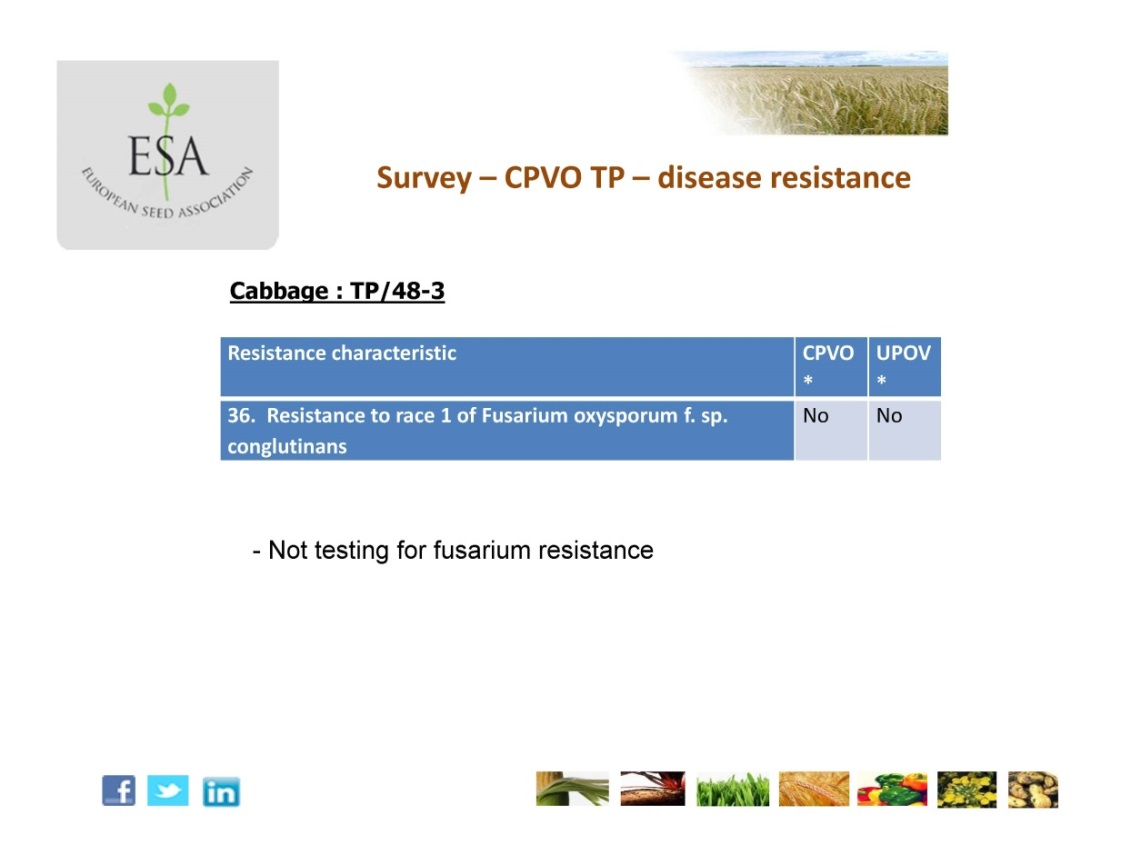 ESA
EUROPEAN SEED ASSOCIATION
Survey – CPVO TP – disease resistance
Cabbage : TP/48-3
Resistance characteristic
CPVO
*
UPOV
*
36.  Resistance to race 1 of Fusarium oxysporum f. sp.
conglutinans
No
No
- Not testing for fusarium resistance
f
in